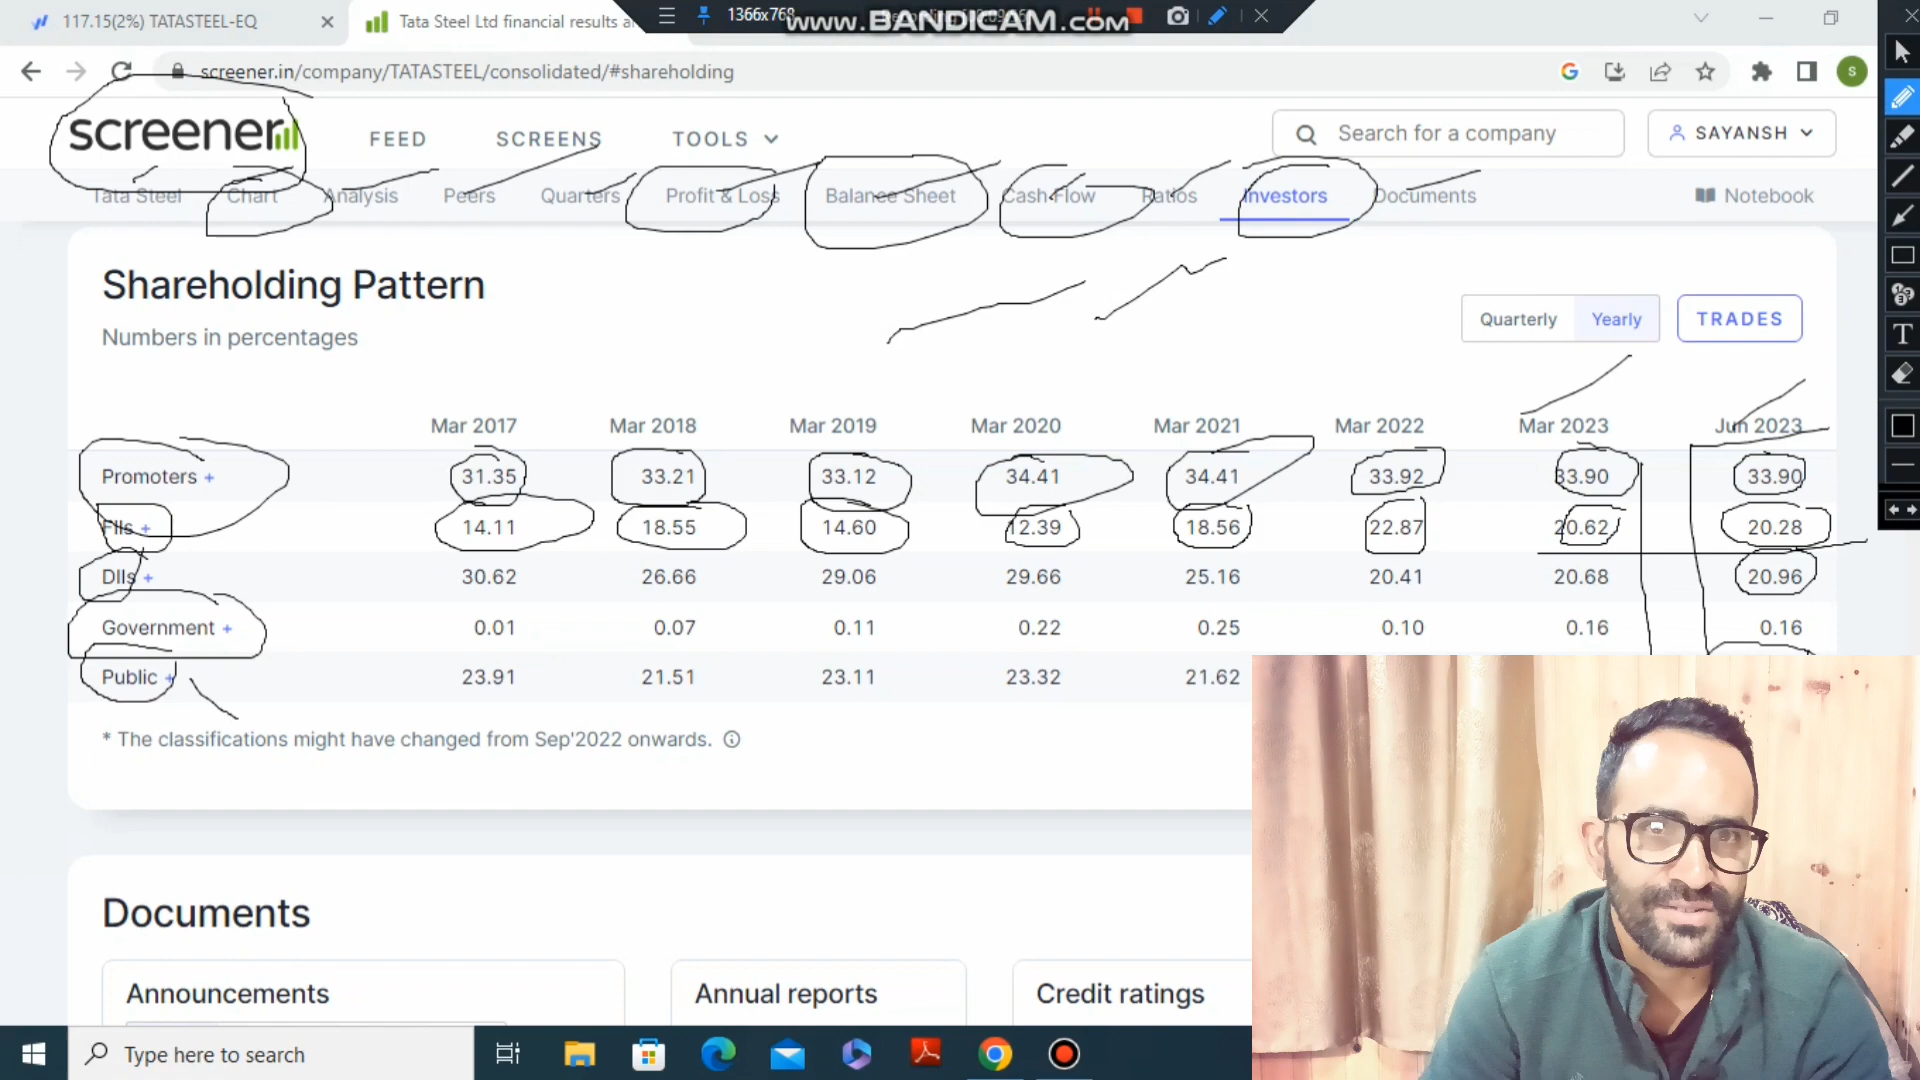 117.15(2%) TATASTEEL-EQ
Tata Steel Ltd financial results a
1366x768
www.BANDICAM.com
screener.in/company/TATASTEEL/consolidated/#shareholding
S
screener
FEED
SCREENS
TOOLS
Search for a company
SAYANSH
Tata Steel
Chart
Analysis
Peers
Quarters
Profit & Loss
Balance Sheet
Cash Flow
Ratios
Investors
Documents
Notebook
Shareholding Pattern
Numbers in percentages
Quarterly
Yearly
TRADES
Mar 2017 Mar 2018 Mar 2019 Mar 2020 Mar 2021 Mar 2022 Mar 2023 Jun 2023
Promoters + 31.35 33.21 33.12 34.41 34.41 33.92 33.90 33.90
FIIs + 14.11 18.55 14.60 12.39 18.56 22.87 20.62 20.28
DIIs + 30.62 26.66 29.06 29.66 25.16 20.41 20.68 20.96
Government + 0.01 0.07 0.11 0.22 0.25 0.10 0.16 0.16
Public + 23.91 21.51 23.11 23.32 21.62
* The classifications might have changed from Sep'2022 onwards.
Documents
Announcements
Annual reports
Credit ratings
Type here to search